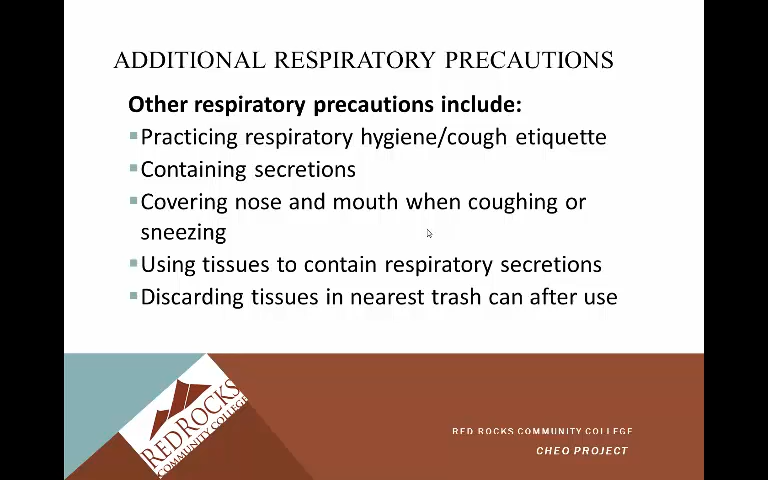 ADDITIONAL RESPIRATORY PRECAUTIONS
Other respiratory precautions include:
Practicing respiratory hygiene/cough etiquette
Containing secretions
Covering nose and mouth when coughing or
sneezing
Using tissues to contain respiratory secretions
Discarding tissues in nearest trash can after use
RED ROCKS
COMMUNITY COLLEGE
RED ROCKS COMMUNITY COLLEGE
CHEO PROJECT